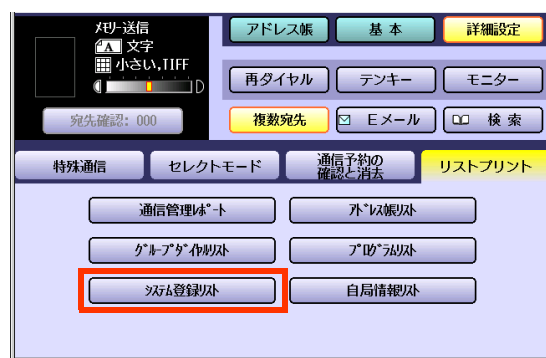 ﾒﾓﾘｰ送信
A 文字
小さい,TIFF
D
宛先確認: 000
アドレス帳
基 本
詳細設定
再ダイヤル
テンキー
モニター
複数宛先
Eメール
検 索
特殊通信
セレクトモード
通信予約の
確認と消去
リストプリント
通信管理ﾚﾎﾟｰﾄ
ｱﾄﾞﾚｽ帳ﾘｽﾄ
ｸﾞﾙｰﾌﾟﾀﾞｲﾔﾙﾘｽﾄ
ﾌﾟﾛｸﾞﾗﾑﾘｽﾄ
ｼｽﾃﾑ登録ﾘｽﾄ
自局情報ﾘｽﾄ